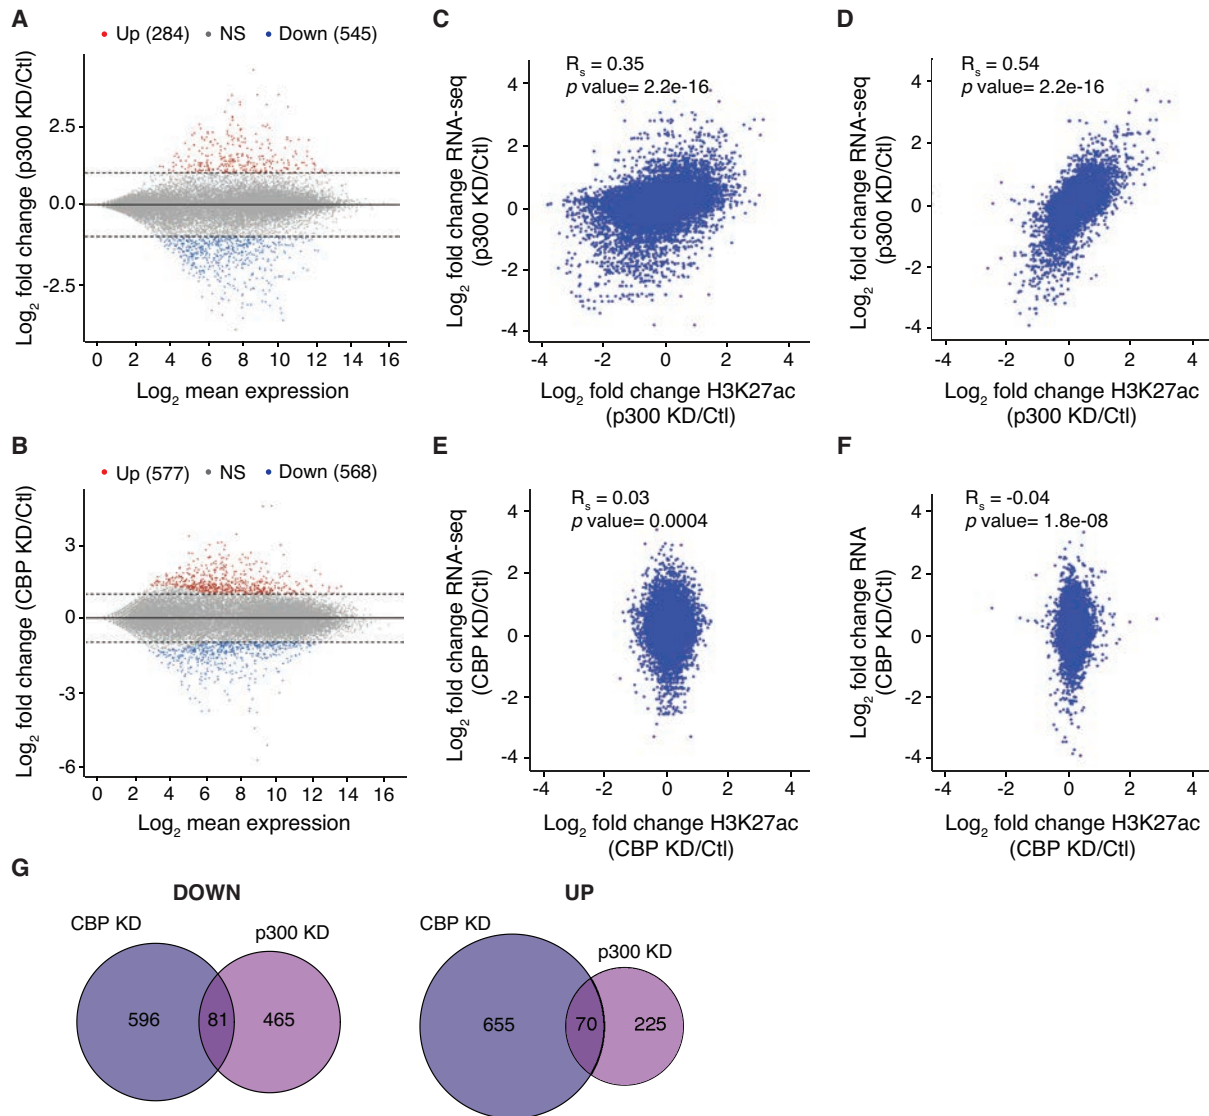 A
Up (284) NS Down (545)
Log2 fold change (p300 KD/Ctl)
2.5
0.0
-2.5
0 2 4 6 8 10 12 14 16
Log2 mean expression
C
Rs = 0.35
p value= 2.2e-16
Log2 fold change RNA-seq
(p300 KD/Ctl)
4
2
0
-2
-4
-4 -2 0 2 4
Log2 fold change H3K27ac
(p300 KD/Ctl)
D
Rs = 0.54
p value= 2.2e-16
Log2 fold change RNA-seq
(p300 KD/Ctl)
4
2
0
-2
-4
-4 -2 0 2 4
Log2 fold change H3K27ac
(p300 KD/Ctl)
B
Up (577) NS Down (568)
Log2 fold change (CBP KD/Ctl)
3
0
-3
-6
0 2 4 6 8 10 12 14 16
Log2 mean expression
E
Rs = 0.03
p value= 0.0004
Log2 fold change RNA-seq
(CBP KD/Ctl)
4
2
0
-2
-4
-4 -2 0 2 4
Log2 fold change H3K27ac
(CBP KD/Ctl)
F
Rs = -0.04
p value= 1.8e-08
Log2 fold change RNA
(CBP KD/Ctl)
4
2
0
-2
-4
-4 -2 0 2 4
Log2 fold change H3K27ac
(CBP KD/Ctl)
G
DOWN
CBP KD
p300 KD
596 81 465
UP
CBP KD
p300 KD
655 70 225